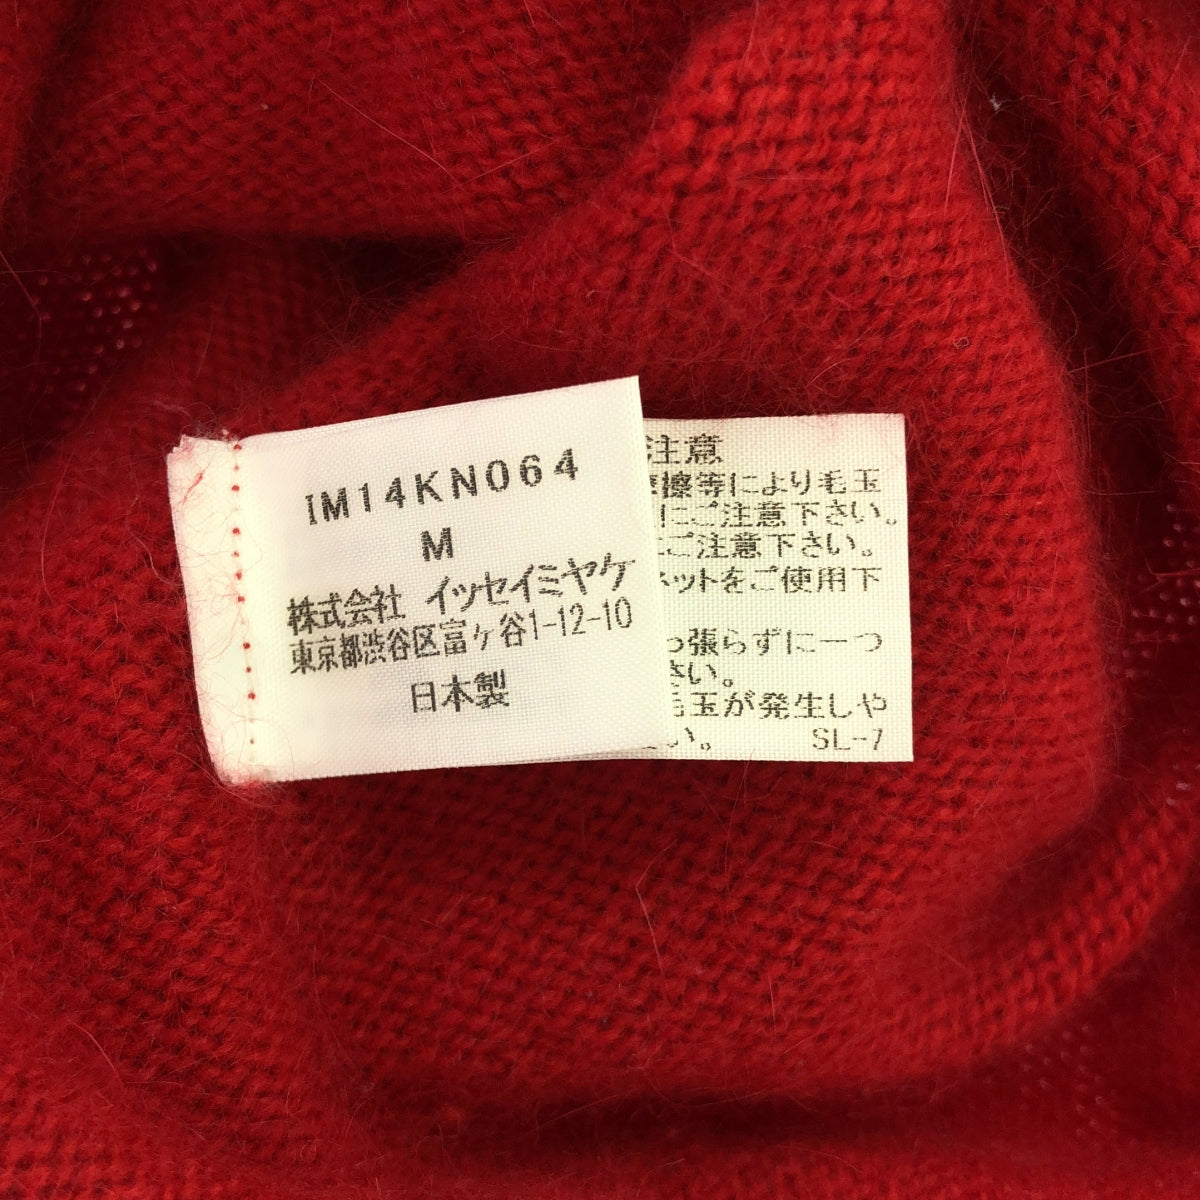 IM14KN064
M
株式会社 イッセイミヤケ
東京都渋谷区富ヶ谷1-12-10
日本製
注意
擦等により毛玉
にご注意下さい。
ご注意下さい。
ネットをご使用下
張らずに一つ
さい。
毛玉が発生しや
い。 SL-7